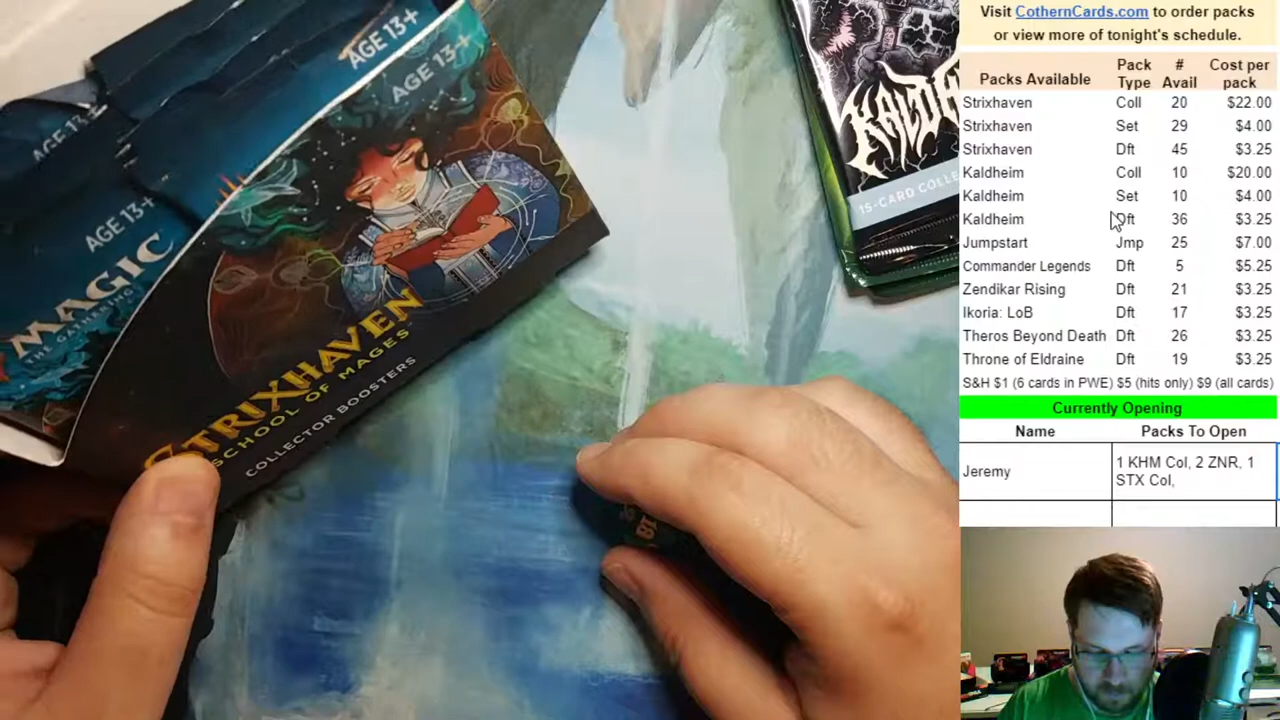 AGE 13+
AGE 13+
AGE 13+
MAGIC
THE GATHERING
STRIXHAVEN
SCHOOL OF MAGES
COLLECTOR BOOSTERS
15-CARD
Visit CothernCards.com to order packs
or view more of tonight's schedule.
Packs Available Pack Type # Avail Cost per pack
Strixhaven Coll 20 $22.00
Strixhaven Set 29 $4.00
Strixhaven Dft 45 $3.25
Kaldheim Coll 10 $20.00
Kaldheim Set 10 $4.00
Kaldheim Dft 36 $3.25
Jumpstart Jmp 25 $7.00
Commander Legends Dft 5 $5.25
Zendikar Rising Dft 21 $3.25
Ikoria: LoB Dft 17 $3.25
Theros Beyond Death Dft 26 $3.25
Throne of Eldraine Dft 19 $3.25
S&H $1 (6 cards in PWE) $5 (hits only) $9 (all cards)
Currently Opening
Name Packs To Open
Jeremy 1 KHM Col, 2 ZNR, 1
STX Col,